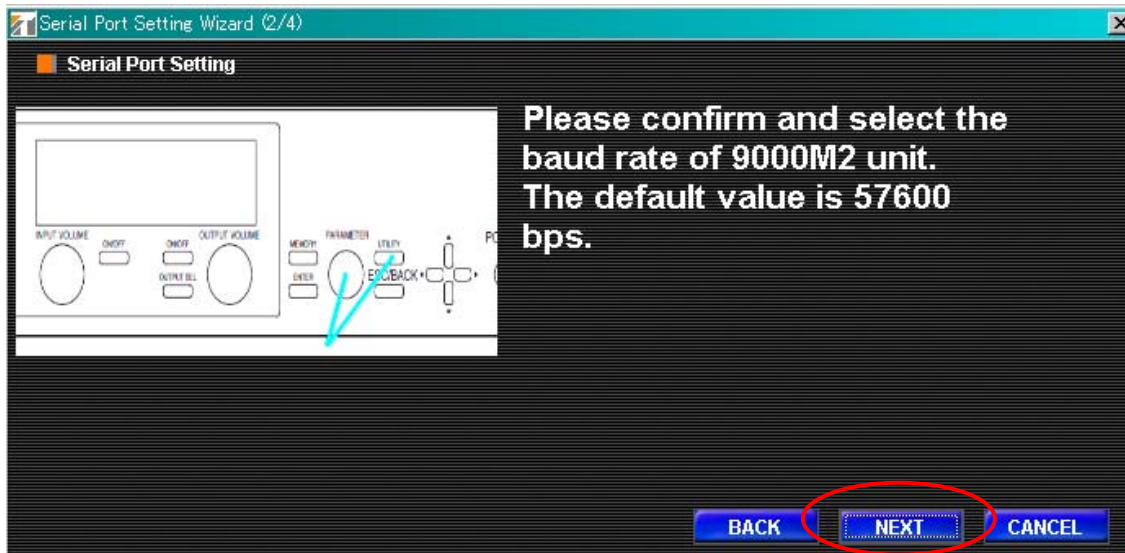 Serial Port Setting Wizard (2/4)
Serial Port Setting
Please confirm and select the
baud rate of 9000M2 unit.
The default value is 57600
bps.
INPUT VOLUME
ON/OFF
ON/OFF
OUTPUT VOLUME
OUTPUT SEL
MEMORY
PARAMETER
UTILITY
PO
ENTER
ESC/BACK
BACK
NEXT
CANCEL